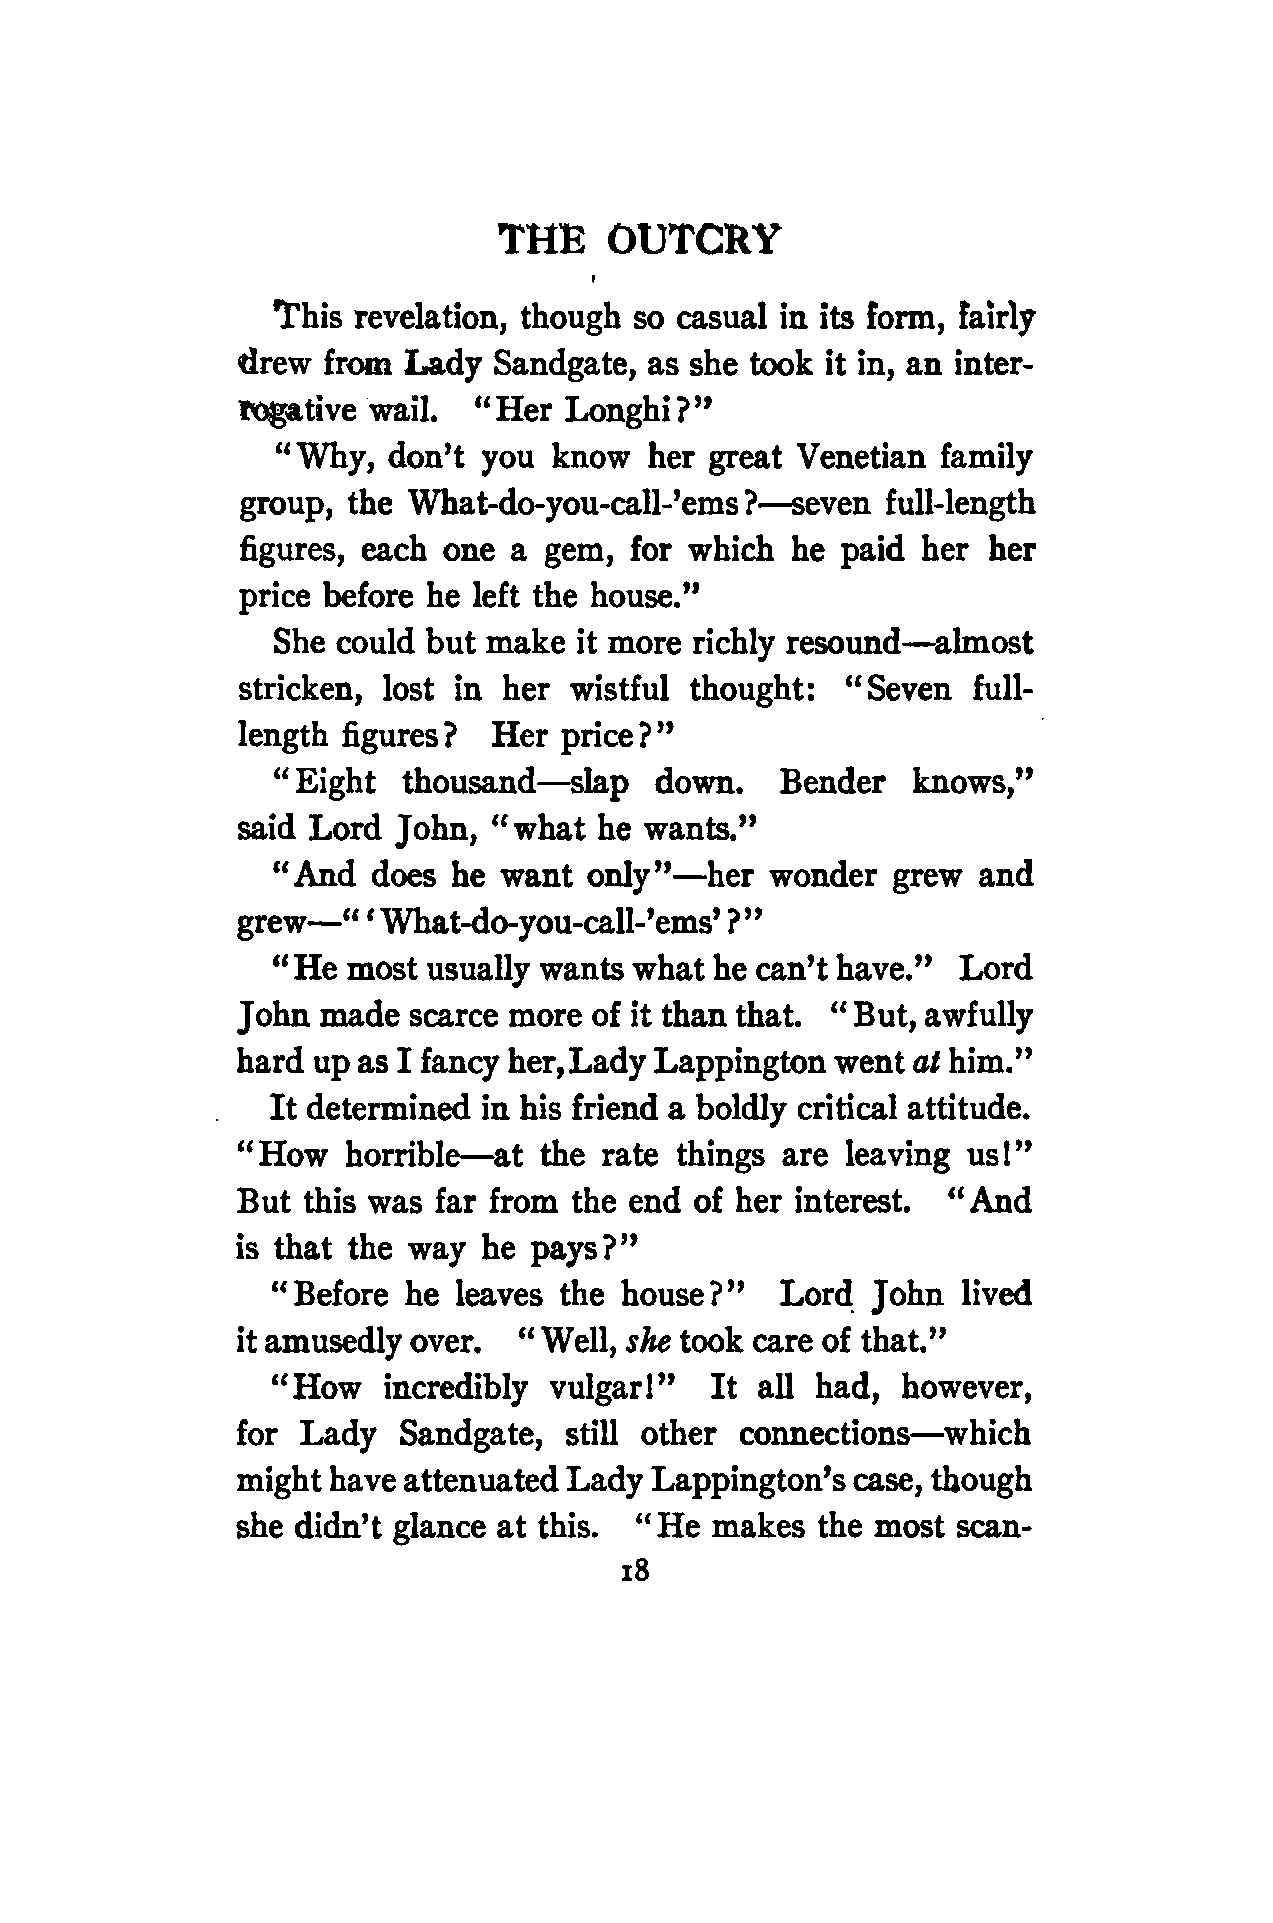 THE OUTCRY
This revelation, though so casual in its form, fairly
drew from Lady Sandgate, as she took it in, an inter-
rogative wail. "Her Longhi?"
"Why, don't you know her great Venetian family
group, the What-do-you-call-'ems?—seven full-length
figures, each one a gem, for which he paid her her
price before he left the house."
She could but make it more richly resound—almost
stricken, lost in her wistful thought: "Seven full-
length figures? Her price?"
"Eight thousand—slap down. Bender knows,"
said Lord John, "what he wants."
"And does he want only"—her wonder grew and
grew—"'What-do-you-call-'ems'?"
"He most usually wants what he can't have." Lord
John made scarce more of it than that. "But, awfully
hard up as I fancy her, Lady Lappington went at him."
It determined in his friend a boldly critical attitude.
"How horrible—at the rate things are leaving us!"
But this was far from the end of her interest. "And
is that the way he pays?"
"Before he leaves the house?" Lord John lived
it amusedly over. "Well, she took care of that."
"How incredibly vulgar!" It all had, however,
for Lady Sandgate, still other connections—which
might have attenuated Lady Lappington's case, though
she didn't glance at this. "He makes the most scan-
18